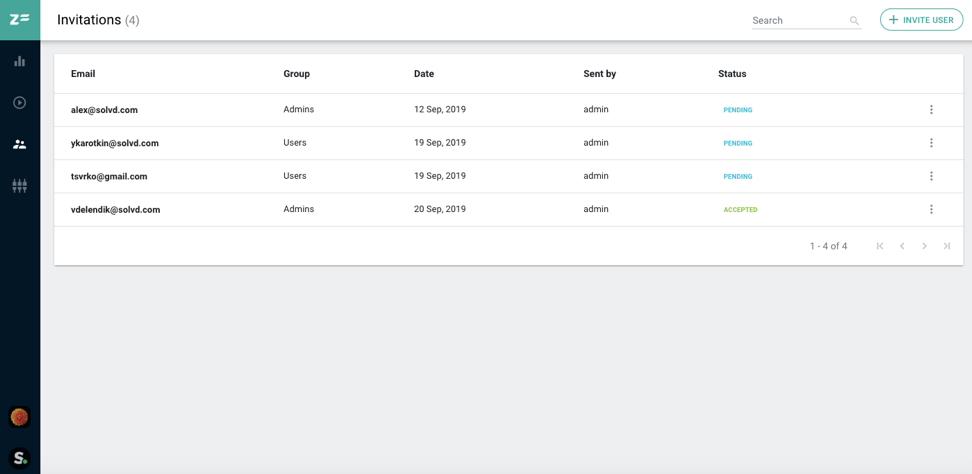 Invitations (4)
Search
INVITE USER
Email Group Date Sent by Status
alex@solvd.com Admins 12 Sep, 2019 admin PENDING
ykarotkin@solvd.com Users 19 Sep, 2019 admin PENDING
tsvrko@gmail.com Users 19 Sep, 2019 admin PENDING
vdelendik@solvd.com Admins 20 Sep, 2019 admin ACCEPTED
1 - 4 of 4
S.